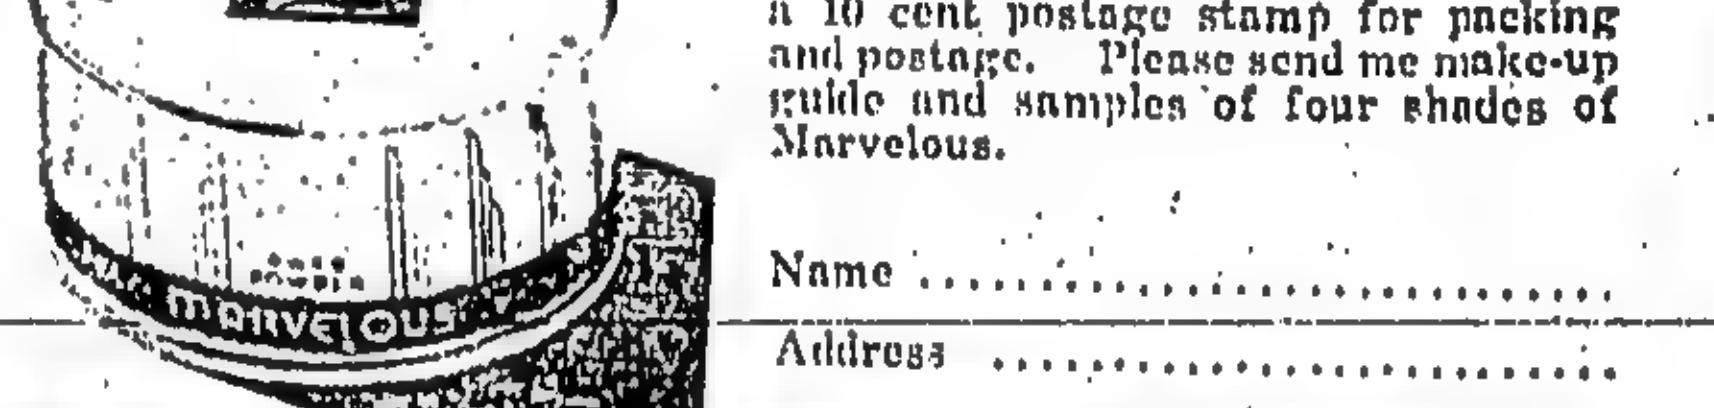 a 10 cent postage stamp for packing
and postage. Please send me make-up
guide and samples of four shades of
Marvelous.
Name
Address
MARVELOUS